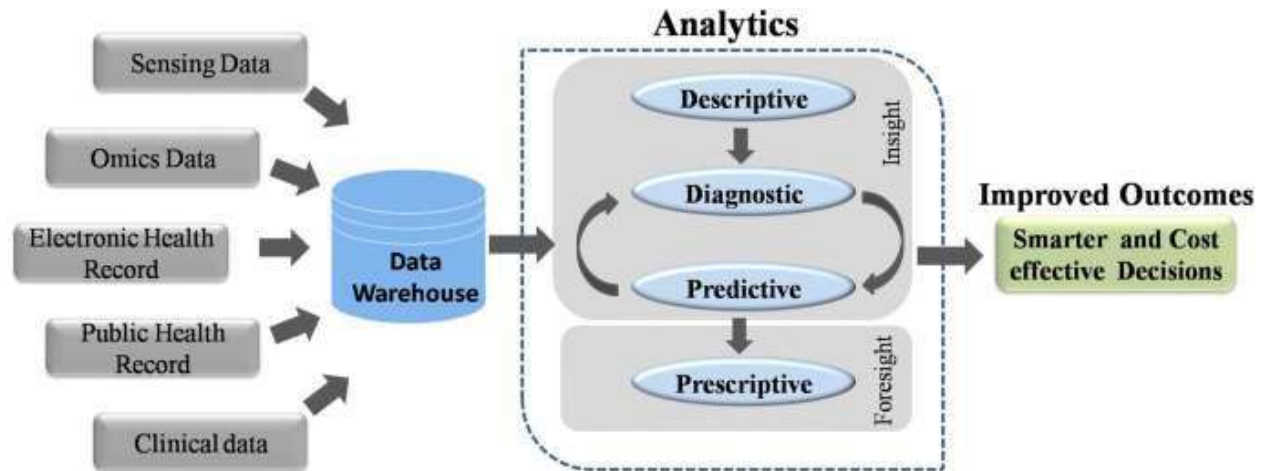 Analytics
Sensing Data
Omics Data
Electronic Health
Record
Public Health
Record
Clinical data
Data
Warehouse
Descriptive
Diagnostic
Predictive
Insight
Prescriptive
Foresight
Improved Outcomes
Smarter and Cost
effective Decisions